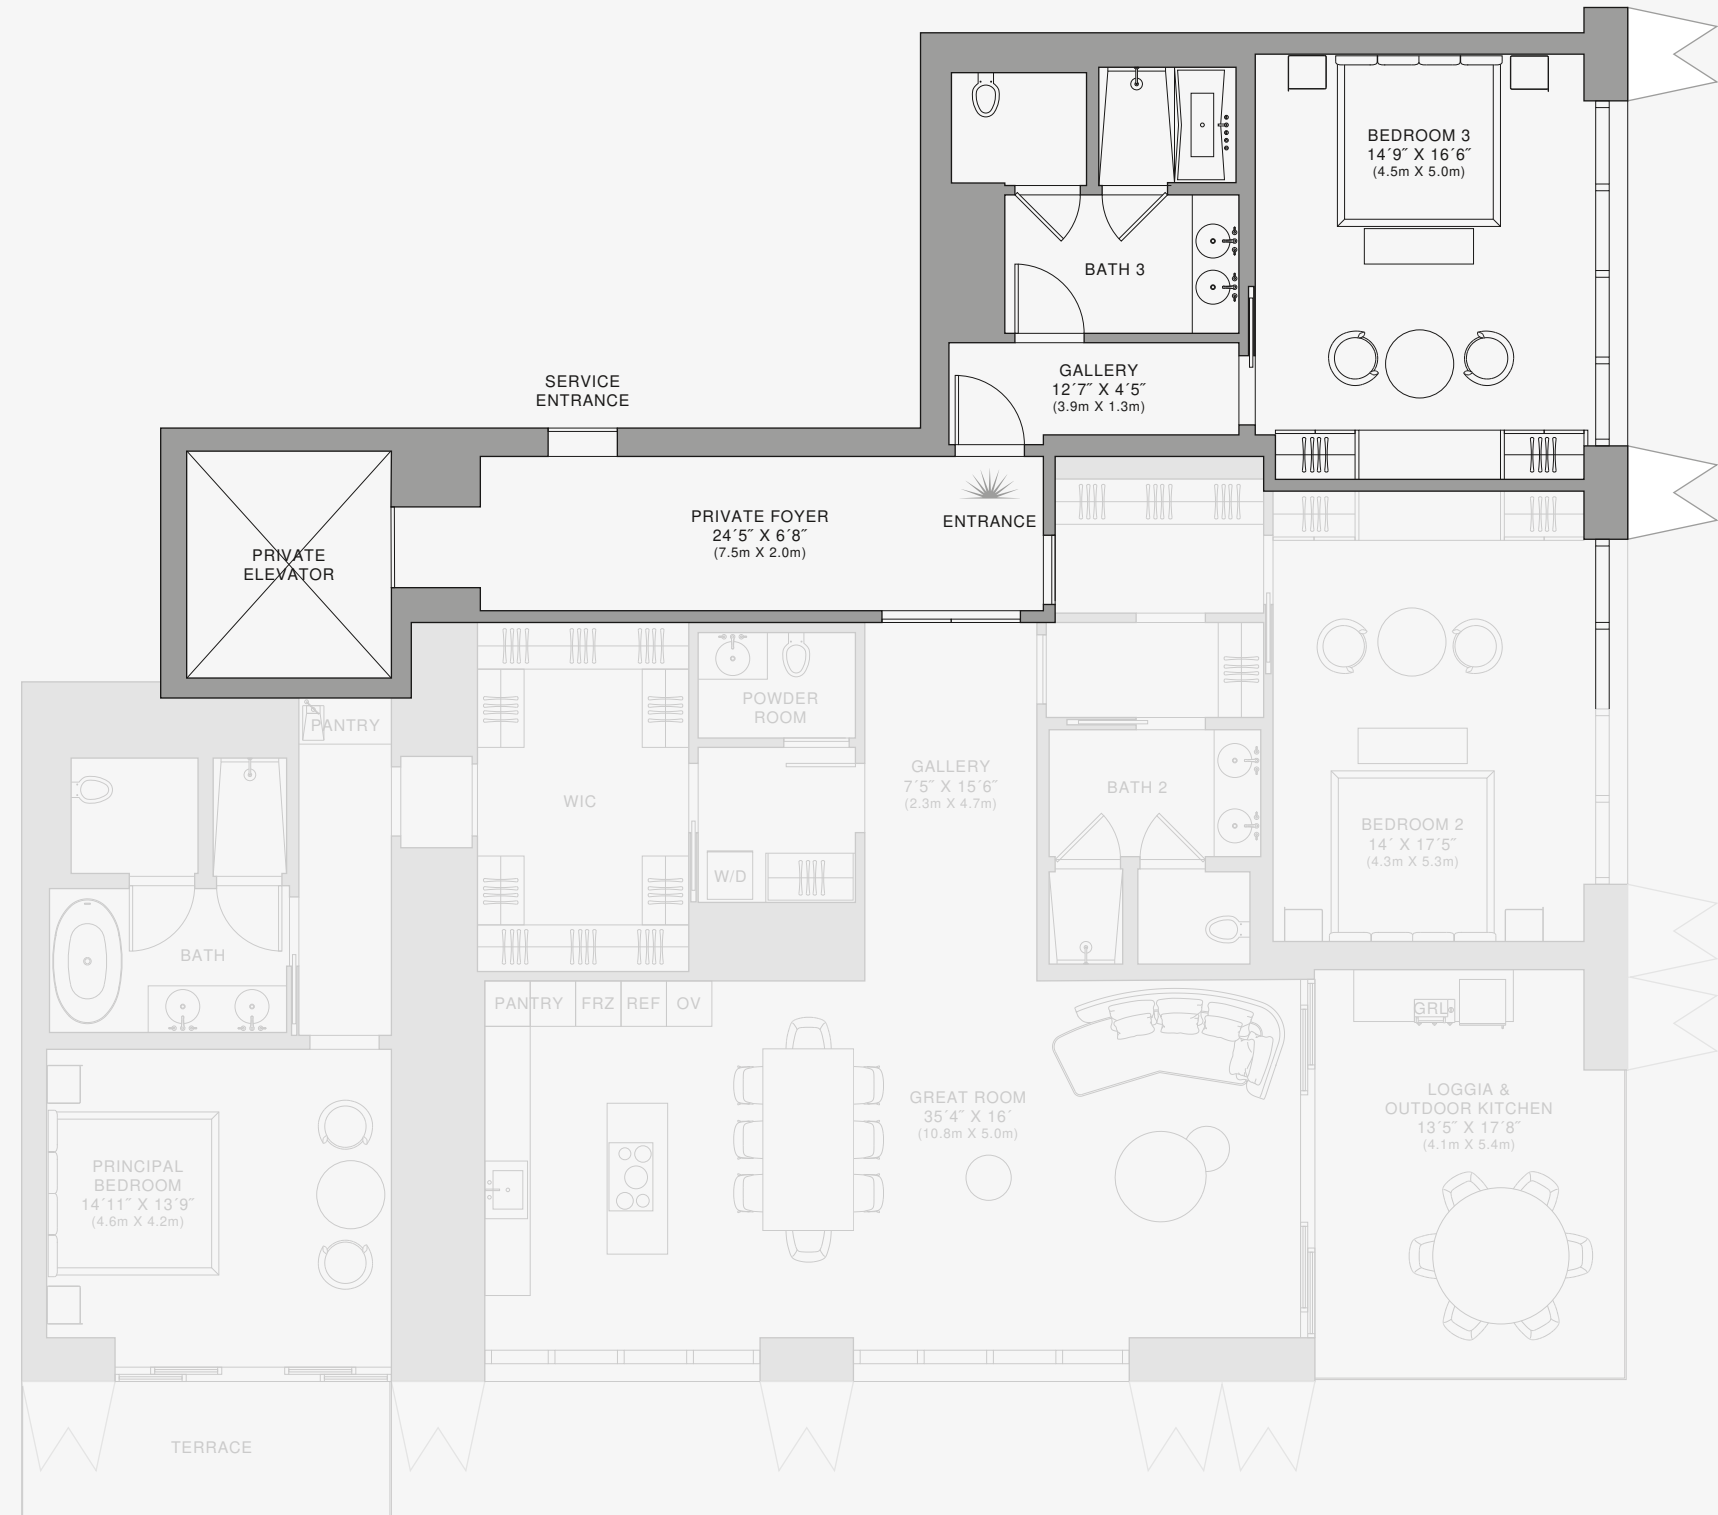 BEDROOM 3
14´9˝ X 16´6˝
(4.5m X 5.0m)
BATH 3
GALLERY
12´7˝ X 4´5˝
(3.9m X 1.3m)
SERVICE
ENTRANCE
PRIVATE
ELEVATOR
PRIVATE FOYER
24´5˝ X 6´8˝
(7.5m X 2.0m)
ENTRANCE
PANTRY
POWDER
ROOM
WIC
W/D
GALLERY
7´5˝ X 15´6˝
(2.3m X 4.7m)
BATH 2
BEDROOM 2
14´ X 17´5˝
(4.3m X 5.3m)
BATH
PANTRY
FRZ
REF
OV
GRL
GREAT ROOM
35´4˝ X 16´
(10.8m X 5.0m)
LOGGIA &
OUTDOOR KITCHEN
13´5˝ X 17´8˝
(4.1m X 5.4m)
PRINCIPAL
BEDROOM
14´11˝ X 13´9˝
(4.6m X 4.2m)
TERRACE